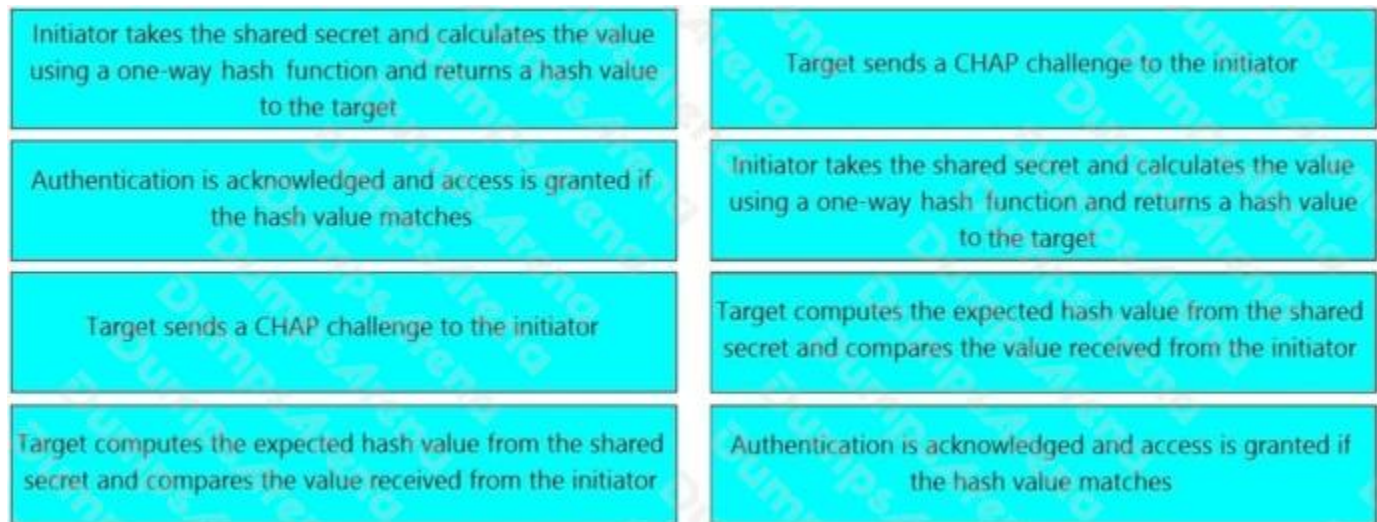 Initiator takes the shared secret and calculates the value
using a one-way hash function and returns a hash value
to the target
Authentication is acknowledged and access is granted if
the hash value matches
Target sends a CHAP challenge to the initiator
Target computes the expected hash value from the shared
secret and compares the value received from the initiator
Target sends a CHAP challenge to the initiator
Initiator takes the shared secret and calculates the value
using a one-way hash function and returns a hash value
to the target
Target computes the expected hash value from the shared
secret and compares the value received from the initiator
Authentication is acknowledged and access is granted if
the hash value matches
DumpsArena